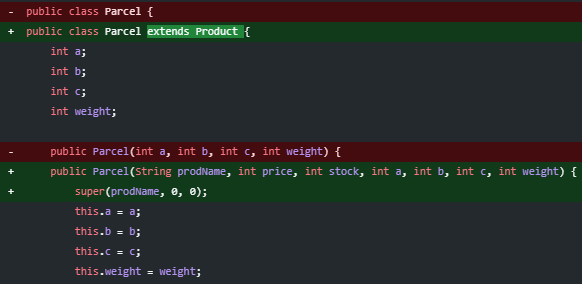 - public class Parcel {
+ public class Parcel extends Product {
int a;
int b;
int c;
int weight;
- public Parcel(int a, int b, int c, int weight) {
+ public Parcel(String prodName, int price, int stock, int a, int b, int c, int weight) {
+ super(prodName, 0, 0);
this.a = a;
this.b = b;
this.c = c;
this.weight = weight;